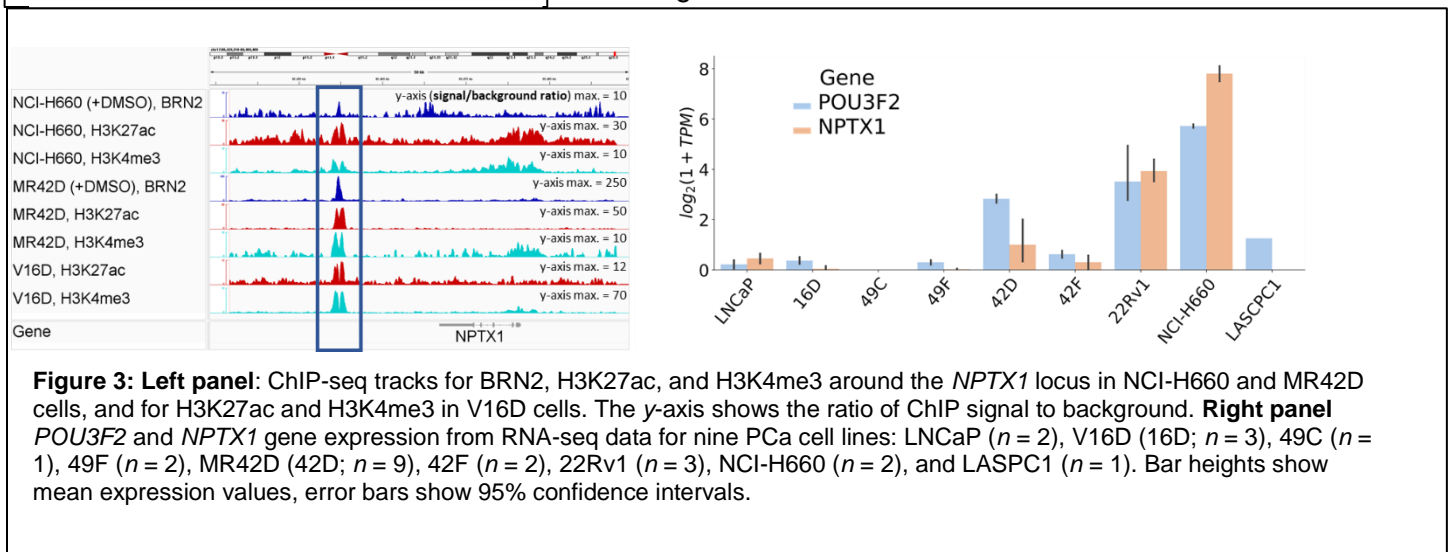 NCI-H660 (+DMSO), BRN2
y-axis (signal/background ratio) max. = 10
NCI-H660, H3K27ac
y-axis max. = 30
NCI-H660, H3K4me3
y-axis max. = 10
MR42D (+DMSO), BRN2
y-axis max. = 250
MR42D, H3K27ac
y-axis max. = 50
MR42D, H3K4me3
y-axis max. = 10
V16D, H3K27ac
y-axis max. = 12
V16D, H3K4me3
y-axis max. = 70
Gene
NPTX1
log2(1 + TPM)
8
6
4
2
0
Gene
POU3F2
NPTX1
LNCaP
16D
49C
49F
42D
42F
22Rv1
NCI-H660
LASCPC1
Figure 3: Left panel: ChIP-seq tracks for BRN2, H3K27ac, and H3K4me3 around the NPTX1 locus in NCI-H660 and MR42D
cells, and for H3K27ac and H3K4me3 in V16D cells. The y-axis shows the ratio of ChIP signal to background. Right panel
POU3F2 and NPTX1 gene expression from RNA-seq data for nine PCa cell lines: LNCaP (n = 2), V16D (16D; n = 3), 49C (n =
1), 49F (n = 2), MR42D (42D; n = 9), 42F (n = 2), 22Rv1 (n = 3), NCI-H660 (n = 2), and LASPC1 (n = 1). Bar heights show
mean expression values, error bars show 95% confidence intervals.